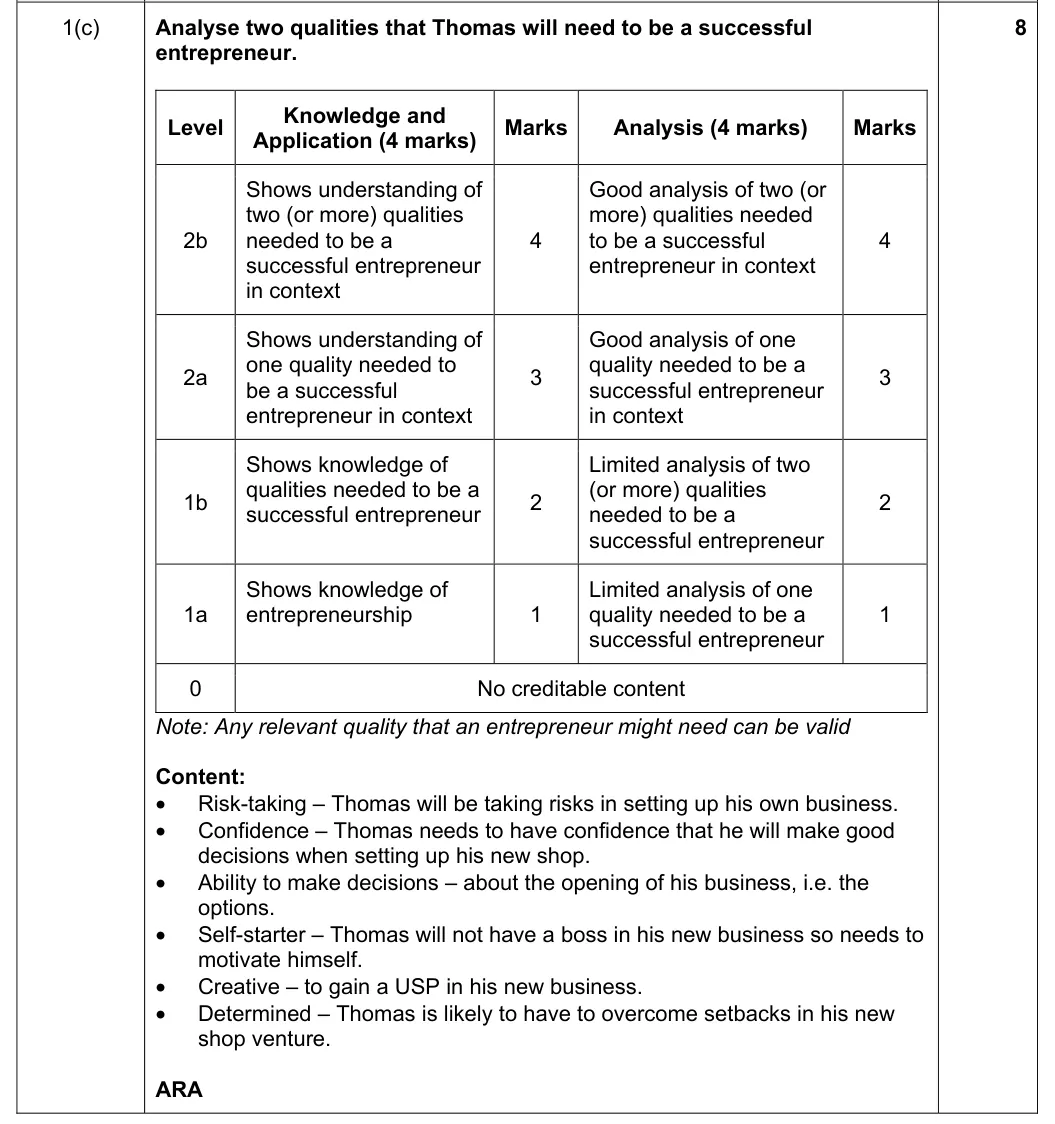 1(c)
Analyse two qualities that Thomas will need to be a successful
entrepreneur.
8
Level
Knowledge and
Application (4 marks)
Marks
Analysis (4 marks)
Marks
2b
Shows understanding of
two (or more) qualities
needed to be a
successful entrepreneur
in context
4
Good analysis of two (or
more) qualities needed
to be a successful
entrepreneur in context
4
2a
Shows understanding of
one quality needed to
be a successful
entrepreneur in context
3
Good analysis of one
quality needed to be a
successful entrepreneur
in context
3
1b
Shows knowledge of
qualities needed to be a
successful entrepreneur
2
Limited analysis of two
(or more) qualities
needed to be a
successful entrepreneur
2
1a
Shows knowledge of
entrepreneurship
1
Limited analysis of one
quality needed to be a
successful entrepreneur
1
0
No creditable content
Note: Any relevant quality that an entrepreneur might need can be valid
Content:
• Risk-taking – Thomas will be taking risks in setting up his own business.
• Confidence – Thomas needs to have confidence that he will make good
decisions when setting up his new shop.
• Ability to make decisions – about the opening of his business, i.e. the
options.
• Self-starter – Thomas will not have a boss in his new business so needs to
motivate himself.
• Creative – to gain a USP in his new business.
• Determined – Thomas is likely to have to overcome setbacks in his new
shop venture.
ARA